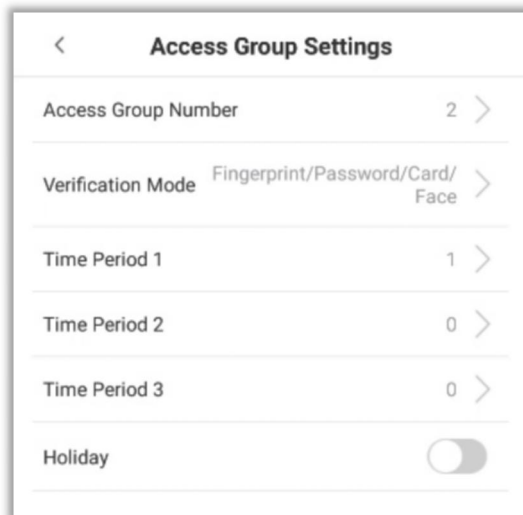 Access Group Settings
Access Group Number 2
Verification Mode Fingerprint/Password/Card/
Face
Time Period 1 1
Time Period 2 0
Time Period 3 0
Holiday